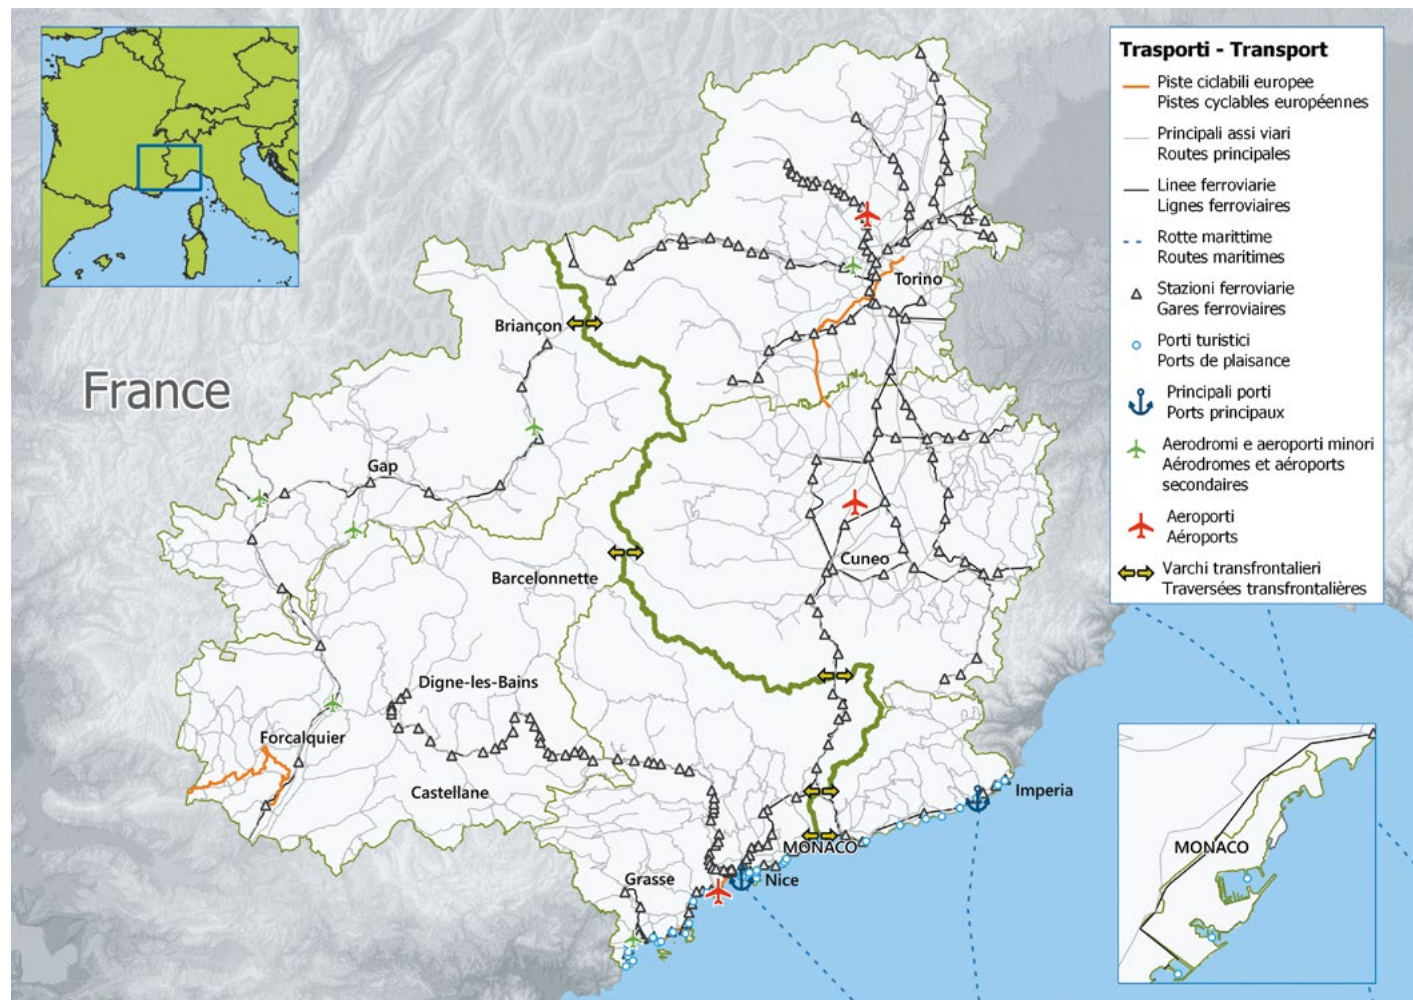 Trasporti - Transport
Piste ciclabili europee
Pistes cyclables européennes
Principali assi viari
Routes principales
Linee ferroviarie
Lignes ferroviaires
Rotte marittime
Routes maritimes
Stazioni ferroviarie
Gares ferroviaires
Porti turistici
Ports de plaisance
Principali porti
Ports principaux
Aerodromi e aeroporti minori
Aérodromes et aéroports
secondaires
Aeroporti
Aéroports
Varchi transfrontalieri
Traversées transfrontalières
Torino
Briançon
France
Gap
Cuneo
Barcelonnette
Digne-les-Bains
Forcalquier
Castellane
Imperia
MONACO
Grasse
Nice
MONACO